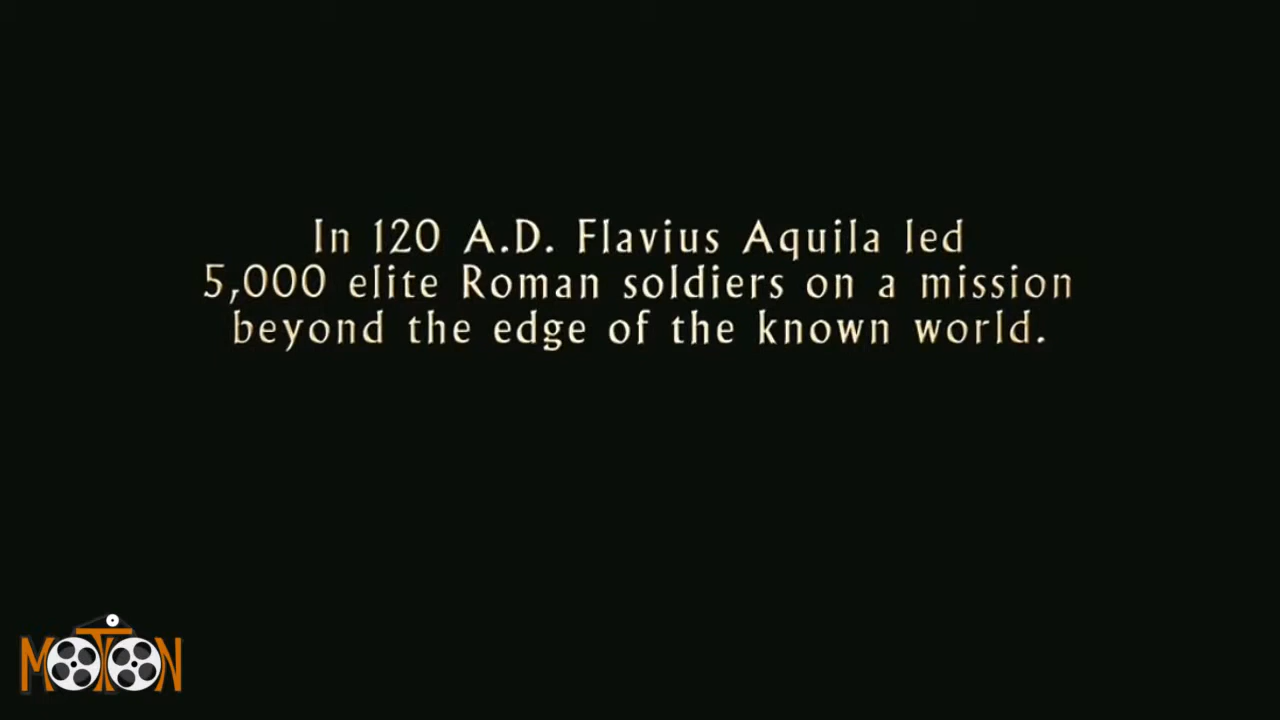 In 120 A.D. Flavius Aquila led
5,000 elite Roman soldiers on a mission
beyond the edge of the known world.
MOTION